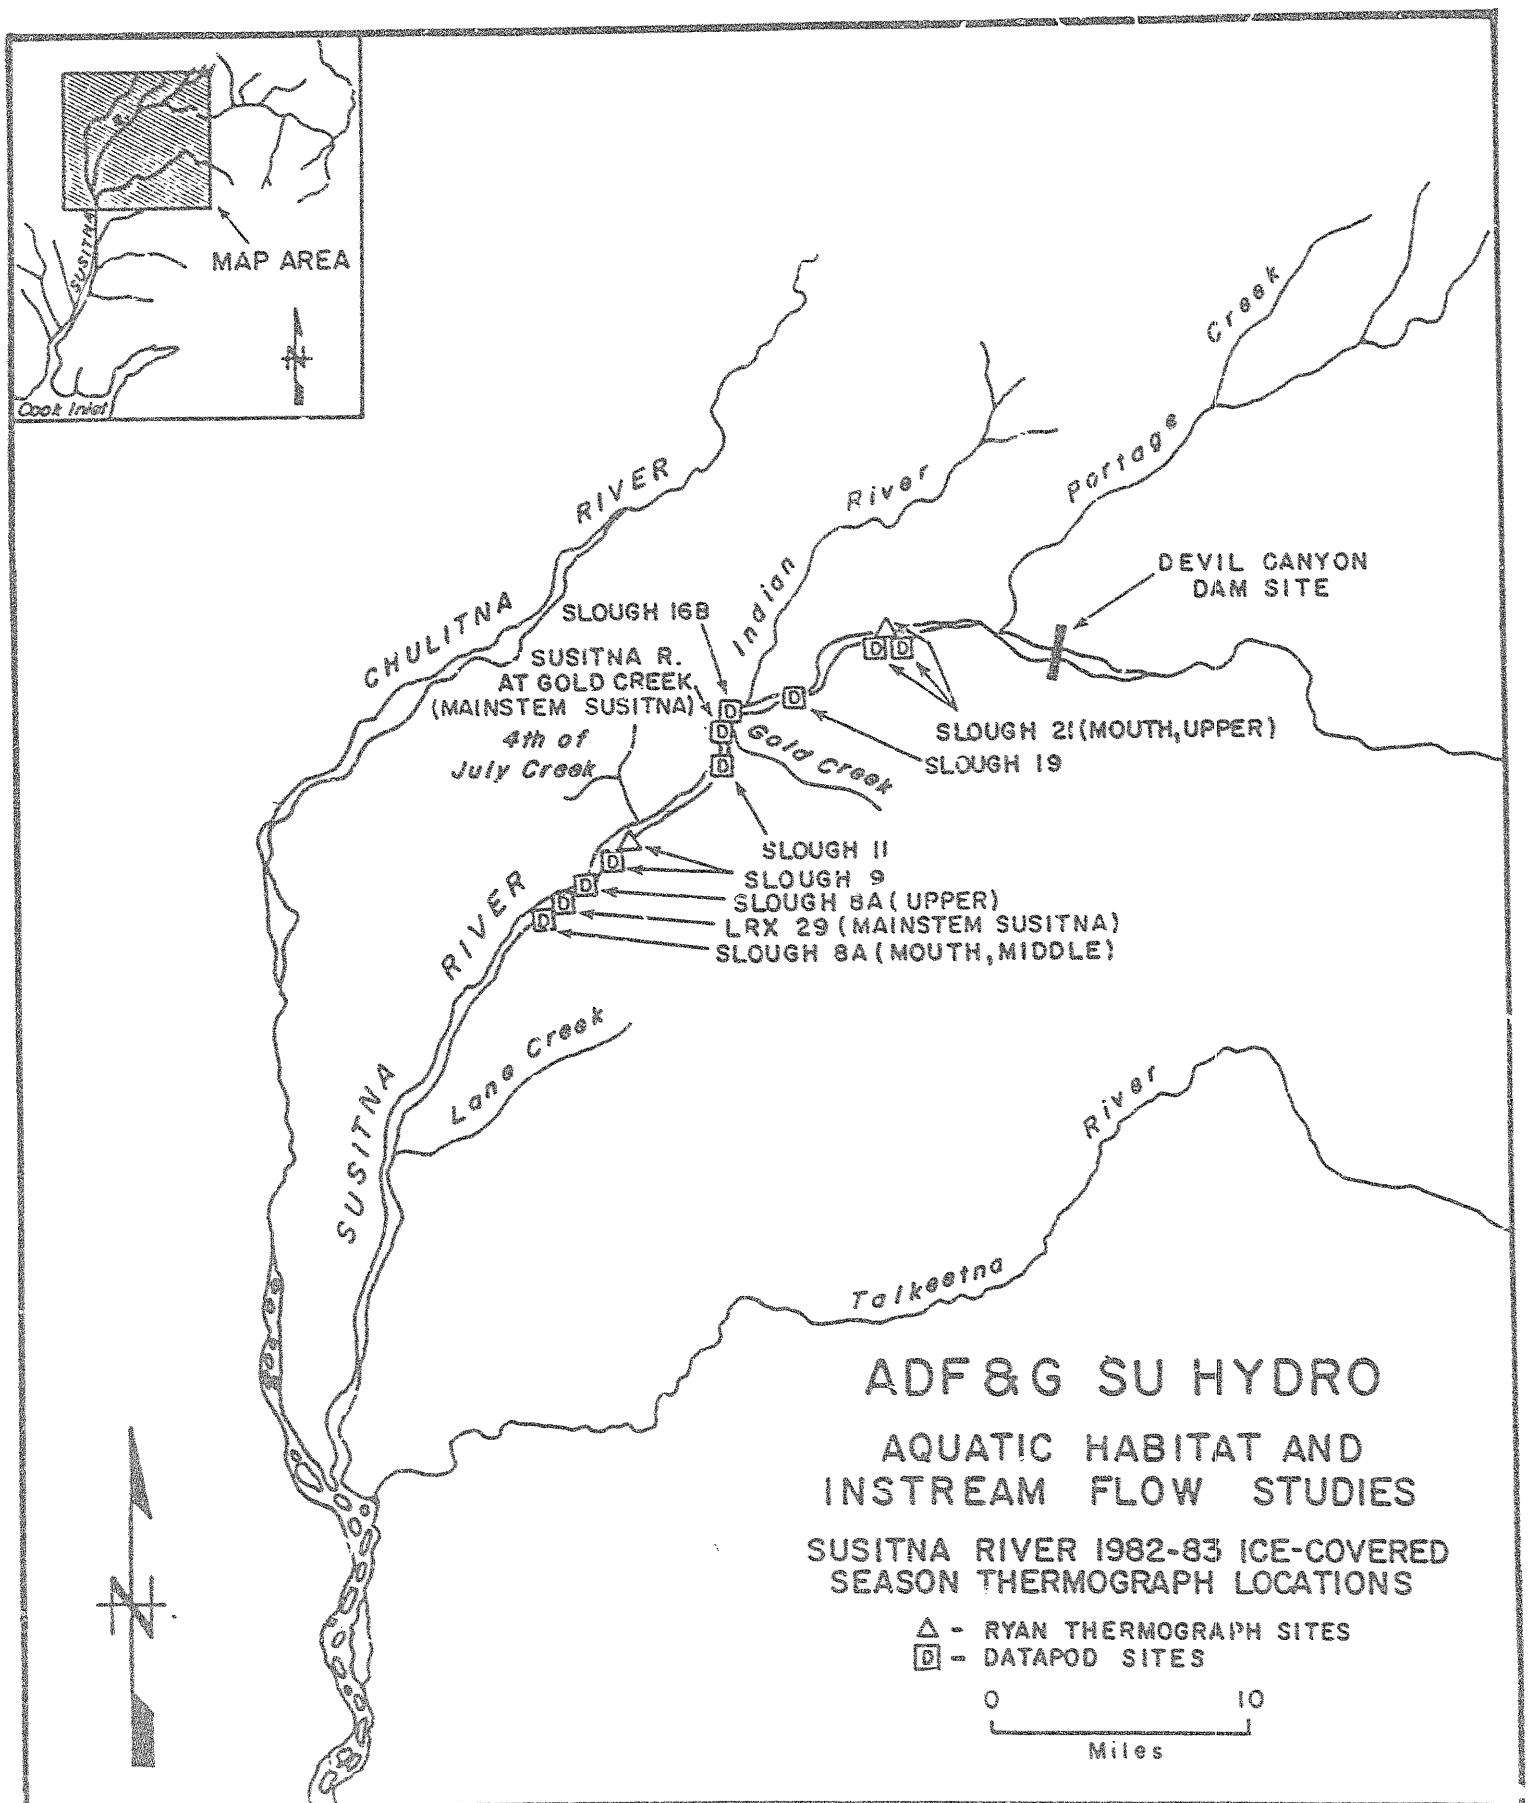 SUSITNA
MAP AREA
N
Cook Inlet
CHULITNA RIVER
Indian River
Portage Creek
DEVIL CANYON
DAM SITE
SLOUGH 16B
SUSITNA R.
AT GOLD CREEK
(MAINSTEM SUSITNA)
4th of
July Creek
Gold Creek
SLOUGH 21(MOUTH,UPPER)
SLOUGH 19
SLOUGH 11
SLOUGH 9
SLOUGH 8A(UPPER)
LRX 29 (MAINSTEM SUSITNA)
SLOUGH 8A(MOUTH,MIDDLE)
D
D
D
D
D
D
D
D
D
D
SUSITNA RIVER
Lane Creek
Talkeetna River
N
ADF&G SU HYDRO
AQUATIC HABITAT AND
INSTREAM FLOW STUDIES
SUSITNA RIVER 1982-83 ICE-COVERED
SEASON THERMOGRAPH LOCATIONS
△ - RYAN THERMOGRAPH SITES
D - DATAPOD SITES
0 10
Miles